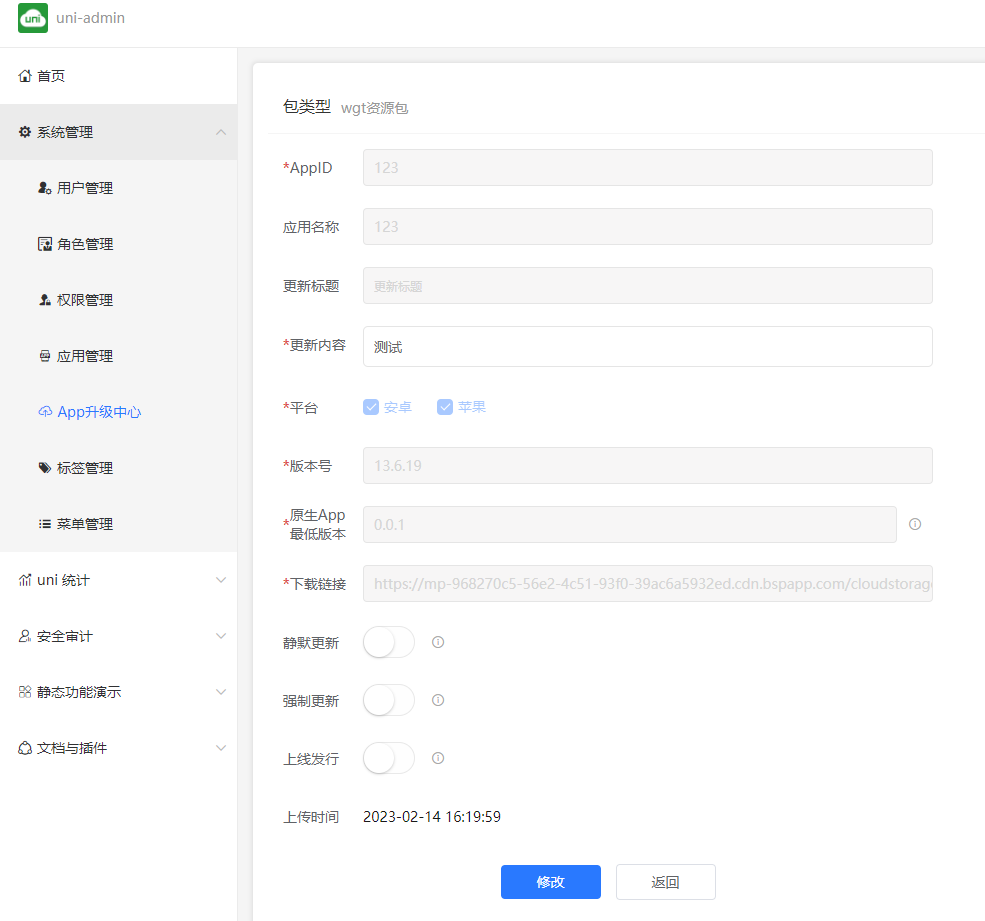 uni
uni-admin
首页
系统管理
用户管理
角色管理
权限管理
应用管理
App升级中心
标签管理
菜单管理
uni 统计
安全审计
静态功能演示
文档与插件
包类型 wgt资源包
*AppID 123
应用名称 123
更新标题 更新标题
*更新内容 测试
*平台 安卓 苹果
*版本号 13.6.19
*原生App
最低版本 0.0.1
*下载链接 https://mp-968270c5-56e2-4c51-93f0-39ac6a5932ed.cdn.bspapp.com/cloudstorage
静默更新
强制更新
上线发行
上传时间 2023-02-14 16:19:59
修改 返回